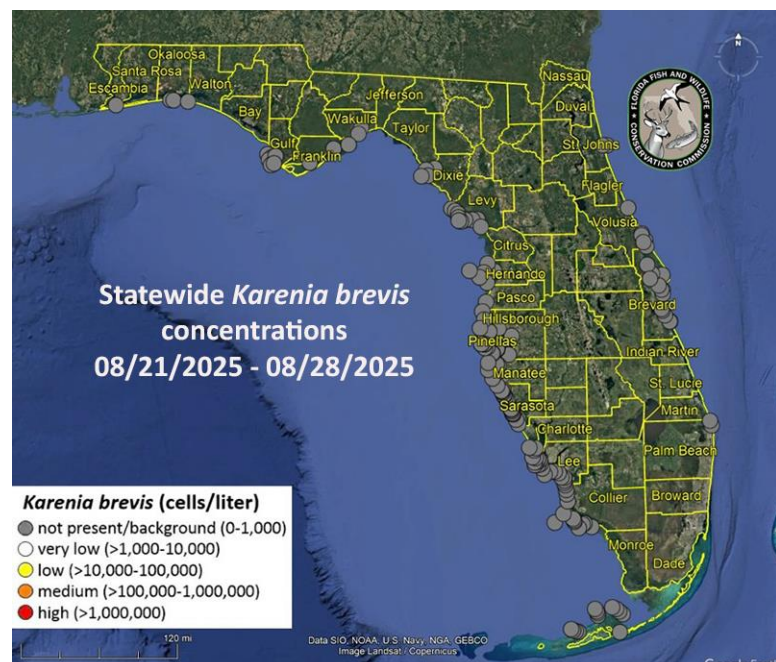 Okaloosa
Santa Rosa
Escambia
Walton
Bay
Jefferson
Wakulla
Gulf
Franklin
Taylor
Dixie
Levy
Nassau
Duval
St. Johns
Flagler
Volusia
Citrus
Hernando
Pasco
Hillsborough
Pinellas
Manatee
Sarasota
Charlotte
Lee
Collier
Monroe
Brevard
Indian River
St. Lucie
Martin
Palm Beach
Broward
Dade
N
FLORIDA FISH AND WILDLIFE
CONSERVATION COMMISSION
Statewide Karenia brevis
concentrations
08/21/2025 - 08/28/2025
Karenia brevis (cells/liter)
not present/background (0-1,000)
very low (>1,000-10,000)
low (>10,000-100,000)
medium (>100,000-1,000,000)
high (>1,000,000)
120 mi
Data SIO, NOAA, U.S. Navy, NGA, GEBCO
Image Landsat / Copernicus